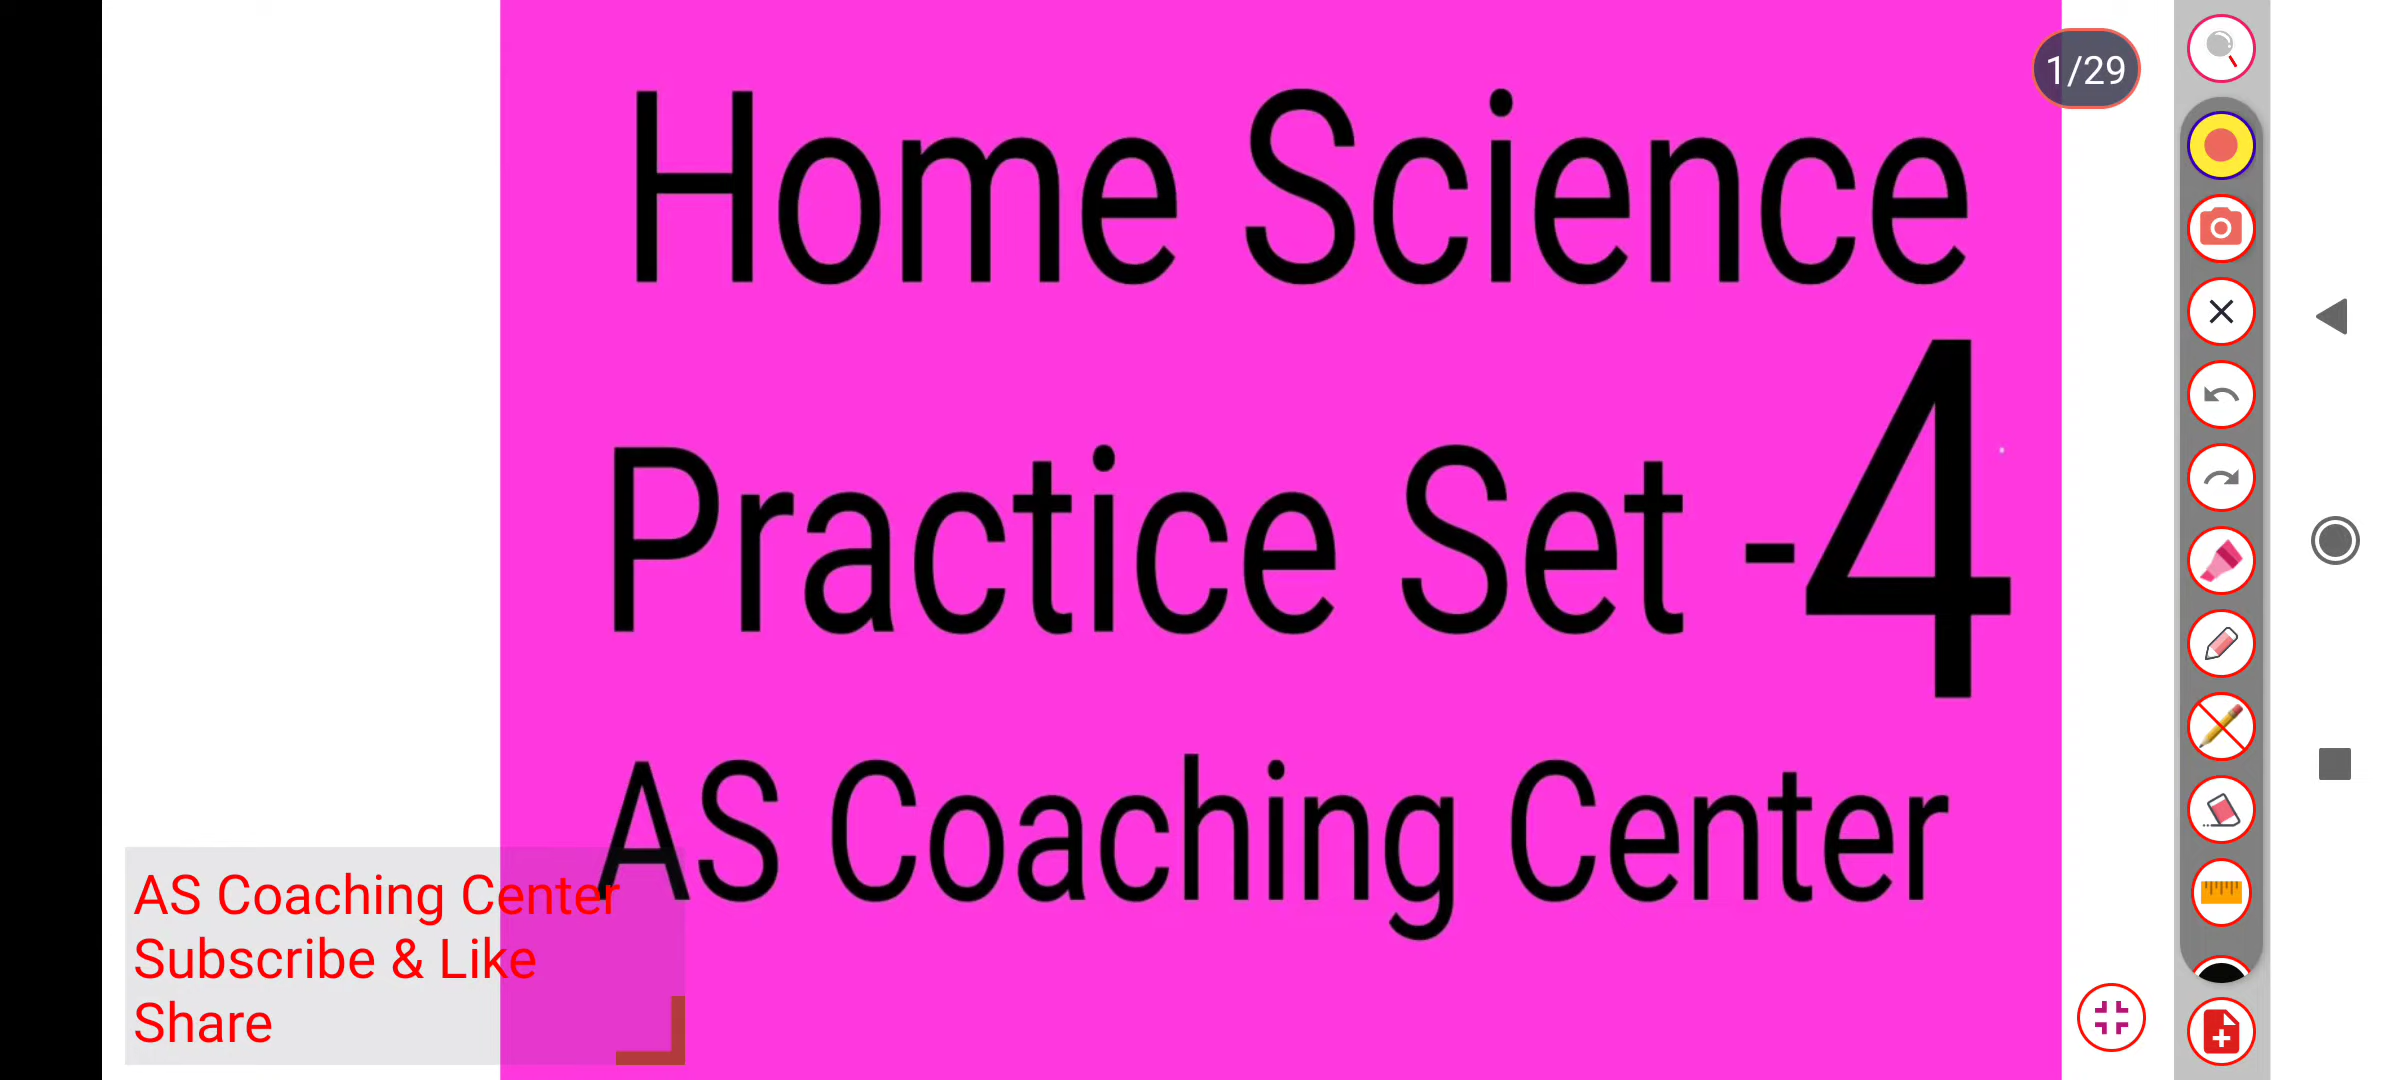 Home Science
1/29
Practice Set -4
AS Coaching Center
AS Coaching Center
Subscribe & Like
Share